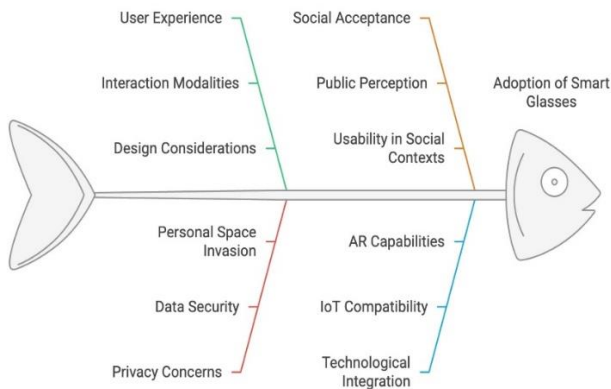 User Experience
Interaction Modalities
Design Considerations
Social Acceptance
Public Perception
Usability in Social
Contexts
Adoption of Smart
Glasses
Personal Space
Invasion
Data Security
Privacy Concerns
AR Capabilities
IoT Compatibility
Technological
Integration